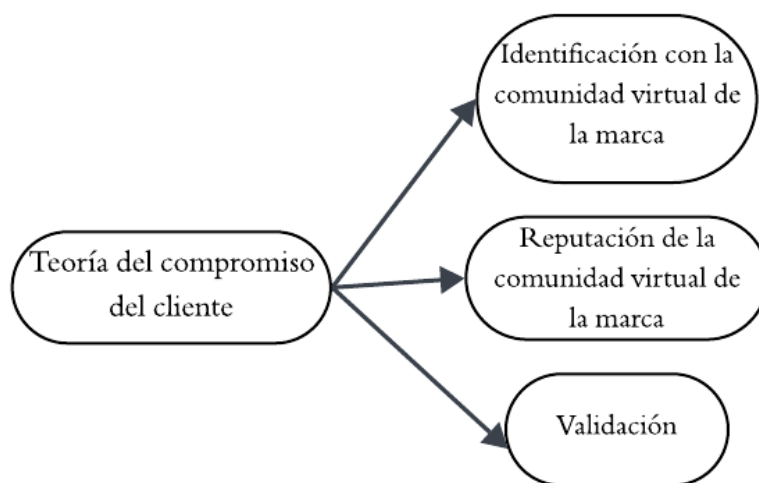 Identificación con la
comunidad virtual de
la marca
Teoría del compromiso
del cliente
Reputación de la
comunidad virtual de
la marca
Validación